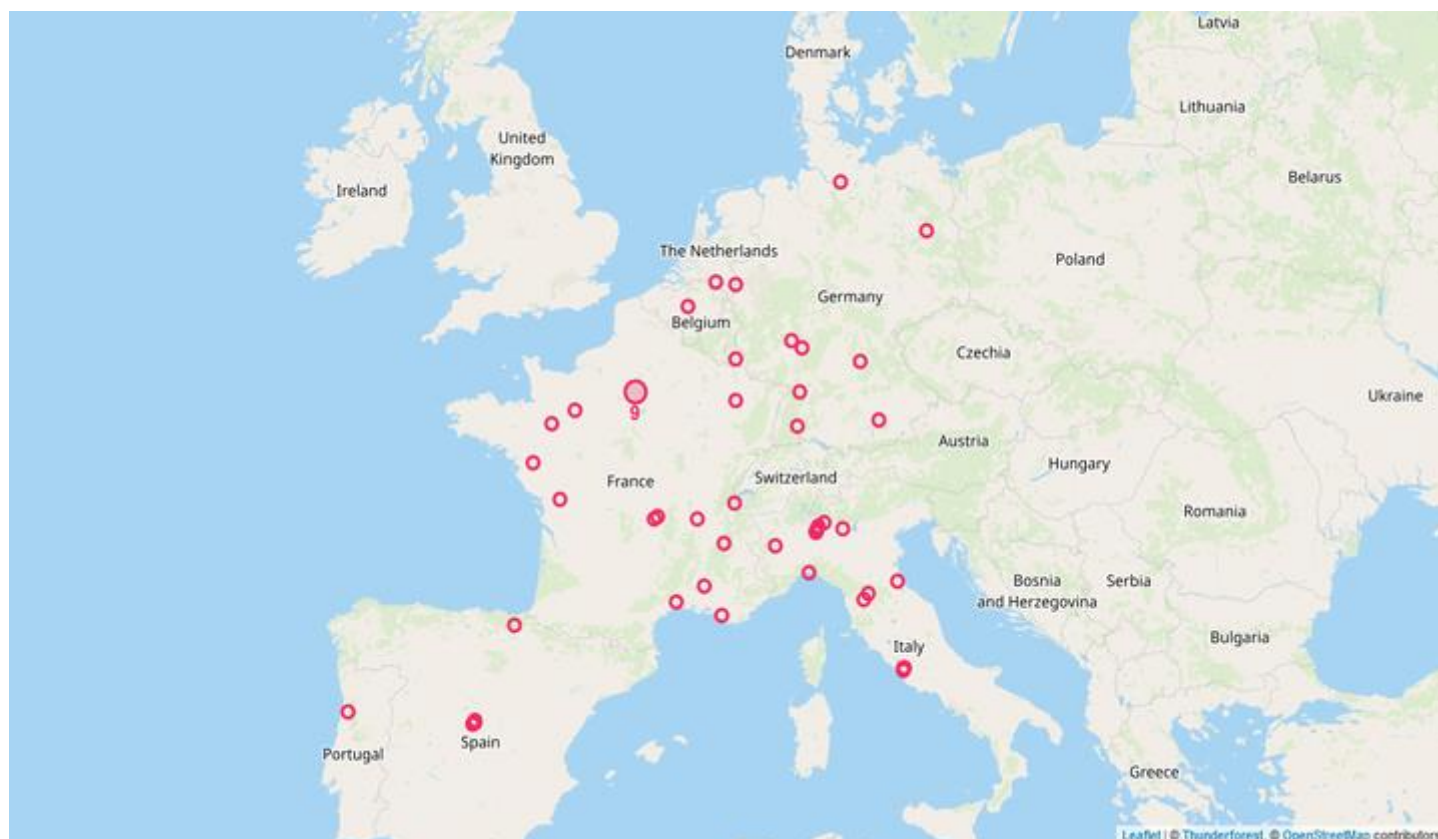 Latvia
Denmark
Lithuania
United
Kingdom
Belarus
Ireland
The Netherlands
Poland
Germany
Belgium
Czechia
Ukraine
9
Austria
Hungary
France
Switzerland
Romania
Bosnia
and Herzegovina
Serbia
Bulgaria
Italy
Spain
Portugal
Greece
Leaflet | © Thunderforest, © OpenStreetMap contributors